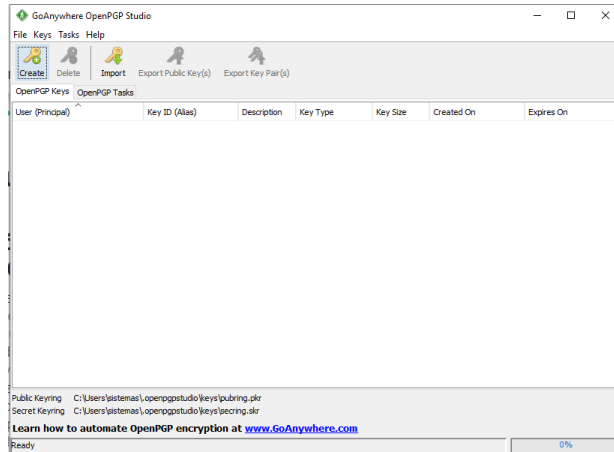 GoAnywhere OpenPGP Studio
File Keys Tasks Help
Create Delete Import Export Public Key(s) Export Key Pair(s)
OpenPGP Keys OpenPGP Tasks
User (Principal) Key ID (Alias) Description Key Type Key Size Created On Expires On
Public Keyring C:\Users\sistemas\.openpgpstudio\keys\pubring.pkr
Secret Keyring C:\Users\sistemas\.openpgpstudio\keys\secring.skr
Learn how to automate OpenPGP encryption at www.GoAnywhere.com
Ready 0%